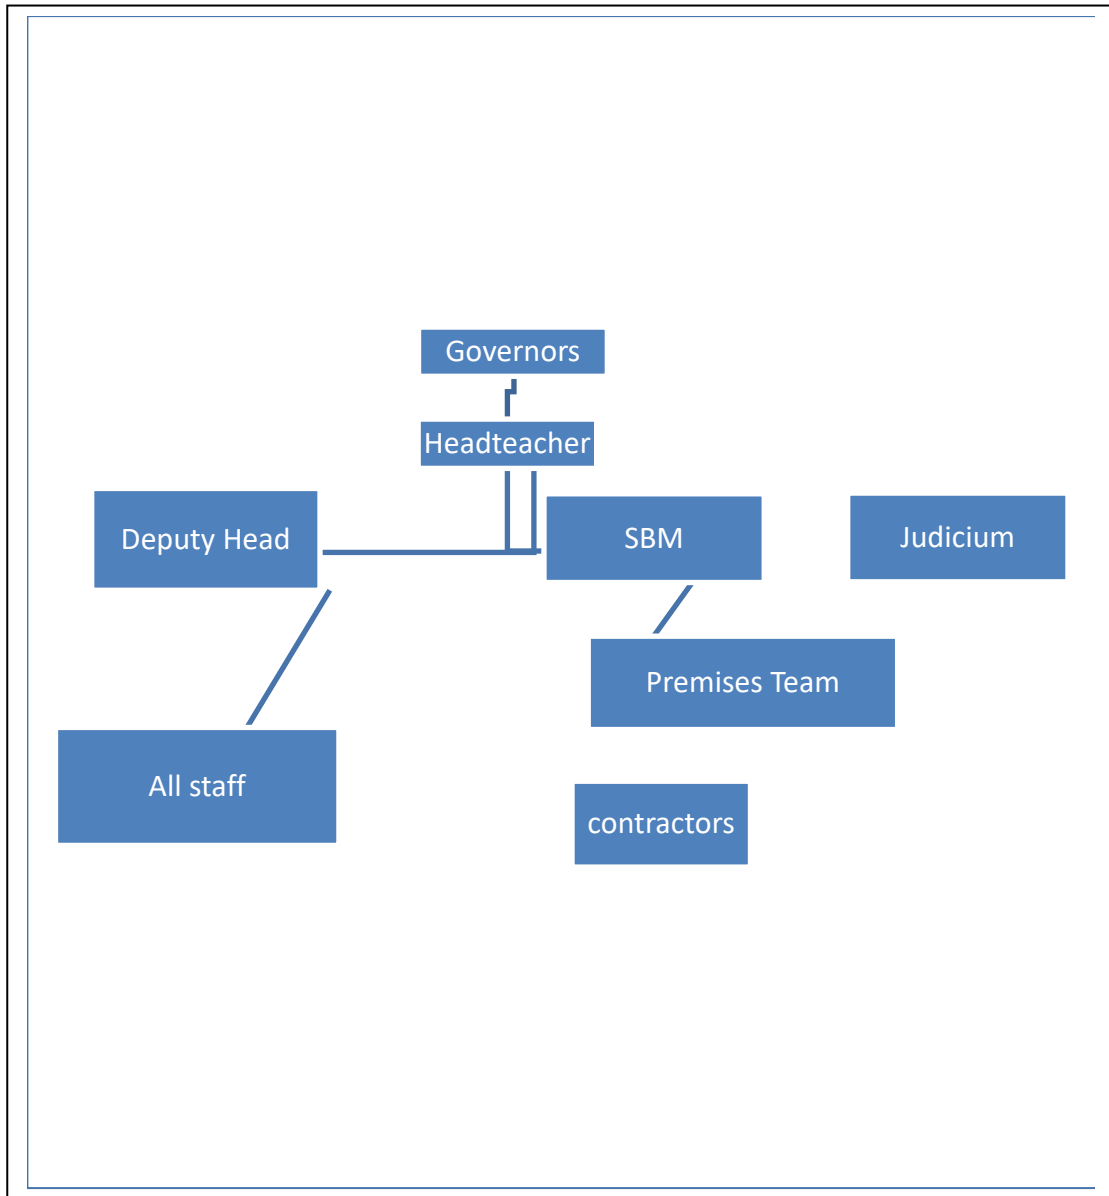 Governors
Headteacher
Deputy Head
SBM
Judicium
Premises Team
All staff
contractors